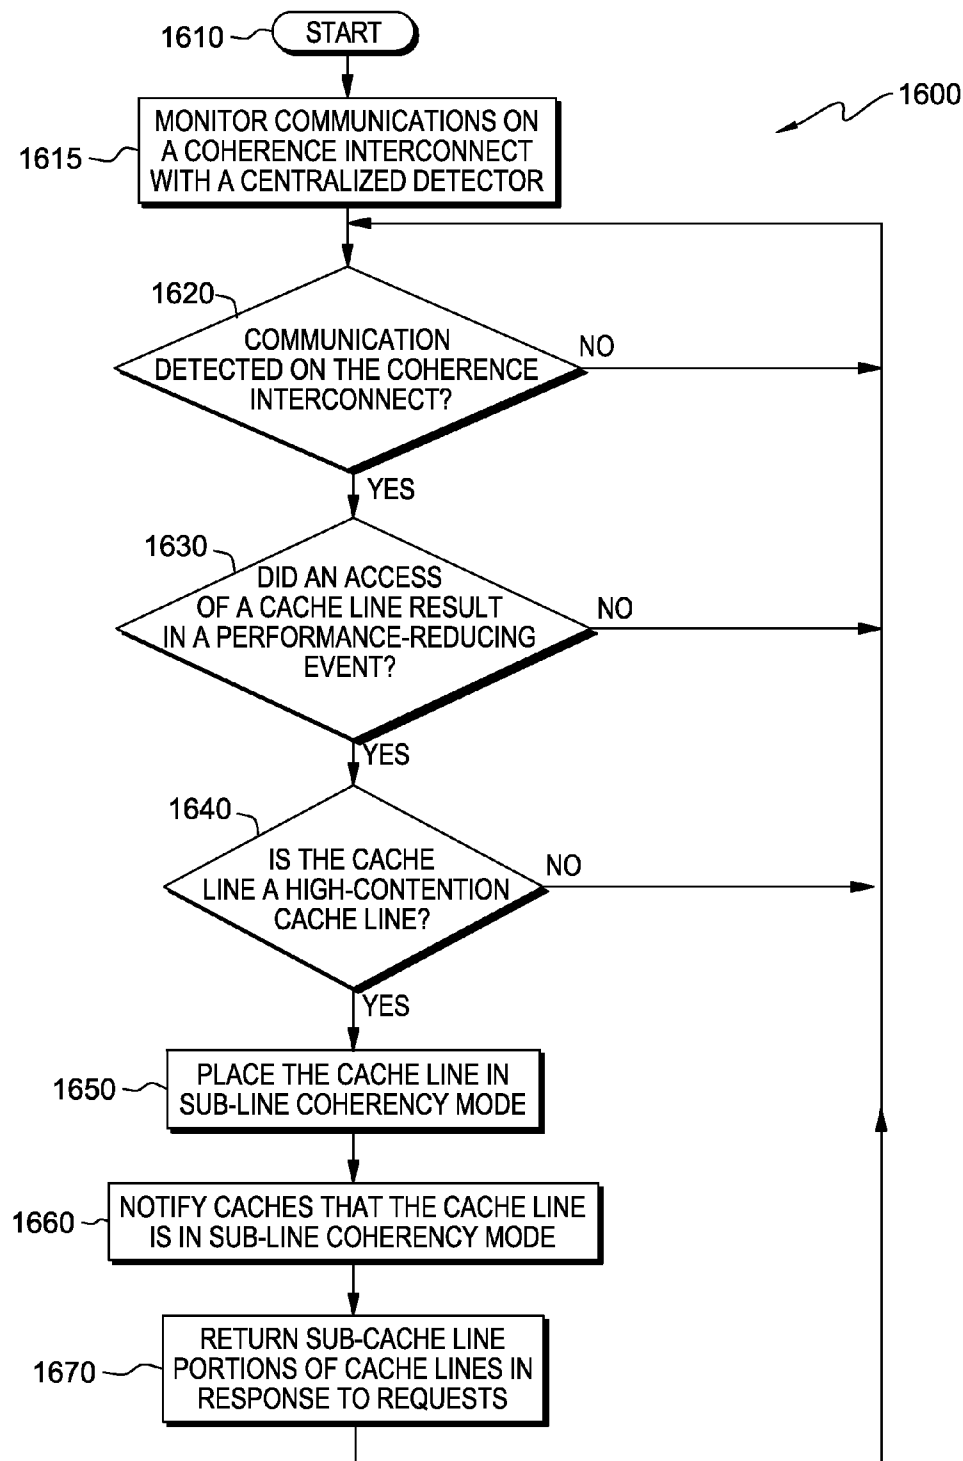 1610
START
1600
1615
MONITOR COMMUNICATIONS ON
A COHERENCE INTERCONNECT
WITH A CENTRALIZED DETECTOR
1620
COMMUNICATION
DETECTED ON THE COHERENCE
INTERCONNECT?
NO
YES
1630
DID AN ACCESS
OF A CACHE LINE RESULT
IN A PERFORMANCE-REDUCING
EVENT?
NO
YES
1640
IS THE CACHE
LINE A HIGH-CONTENTION
CACHE LINE?
NO
YES
1650
PLACE THE CACHE LINE IN
SUB-LINE COHERENCY MODE
1660
NOTIFY CACHES THAT THE CACHE LINE
IS IN SUB-LINE COHERENCY MODE
1670
RETURN SUB-CACHE LINE
PORTIONS OF CACHE LINES IN
RESPONSE TO REQUESTS